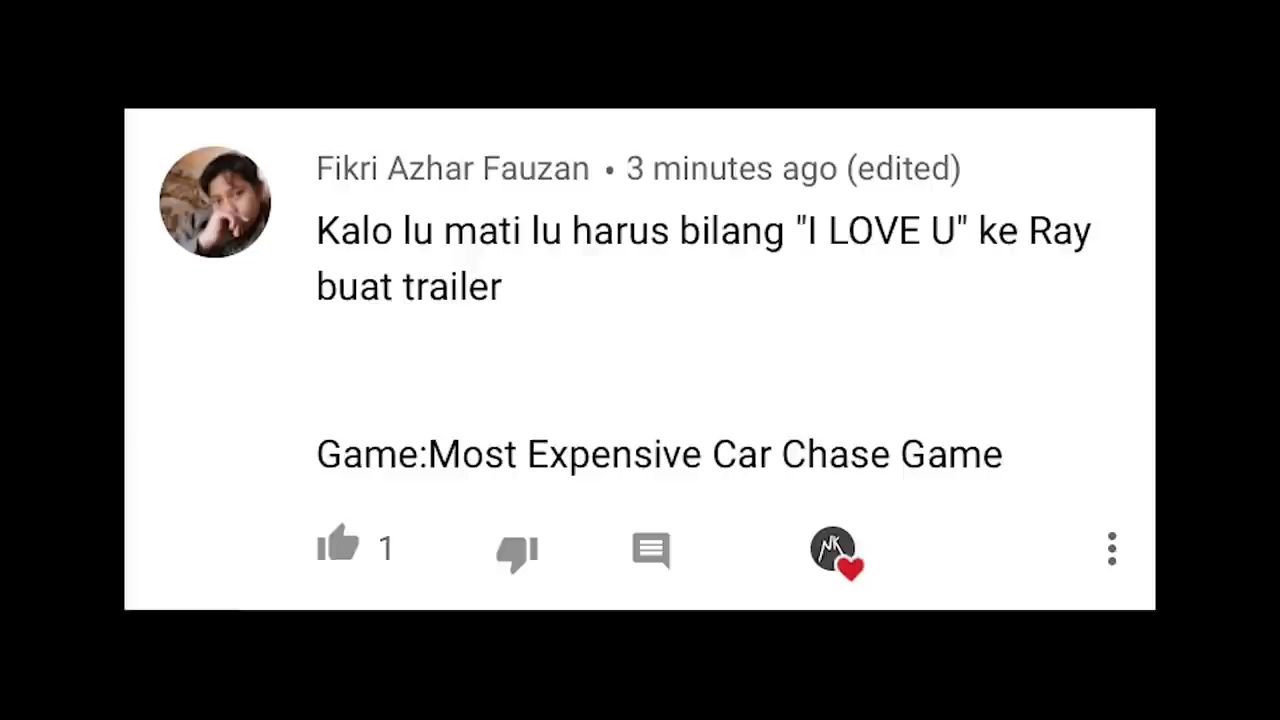 Fikri Azhar Fauzan • 3 minutes ago (edited)
Kalo lu mati lu harus bilang "I LOVE U" ke Ray
buat trailer
Game:Most Expensive Car Chase Game
1
NK